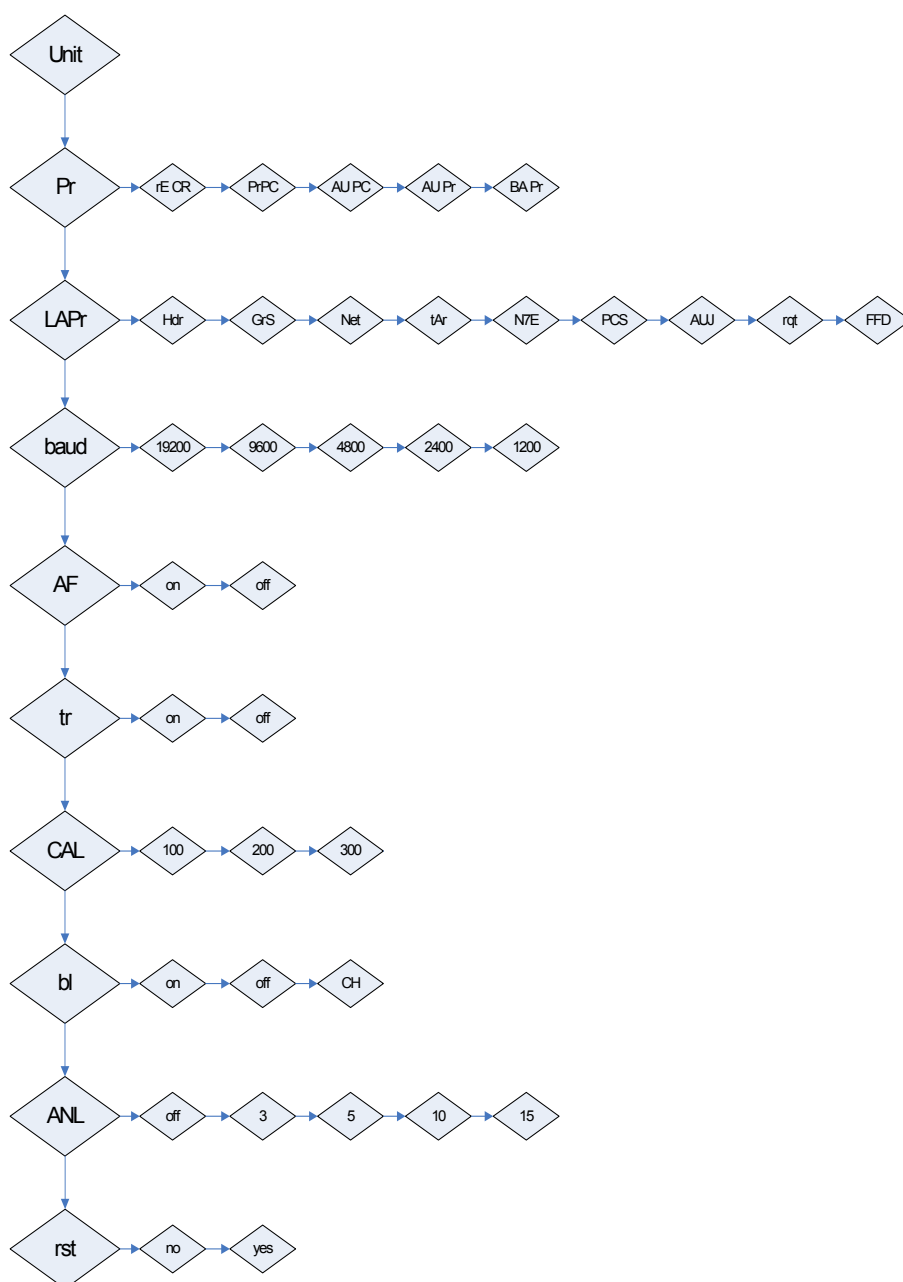 Unit
Pr rE CR PrPC AU PC AU Pr BA Pr
LAPr Hdr GrS Net tAr N7E PCS AUJ rqt FFD
baud 19200 9600 4800 2400 1200
AF on off
tr on off
CAL 100 200 300
bl on off CH
ANL off 3 5 10 15
rst no yes